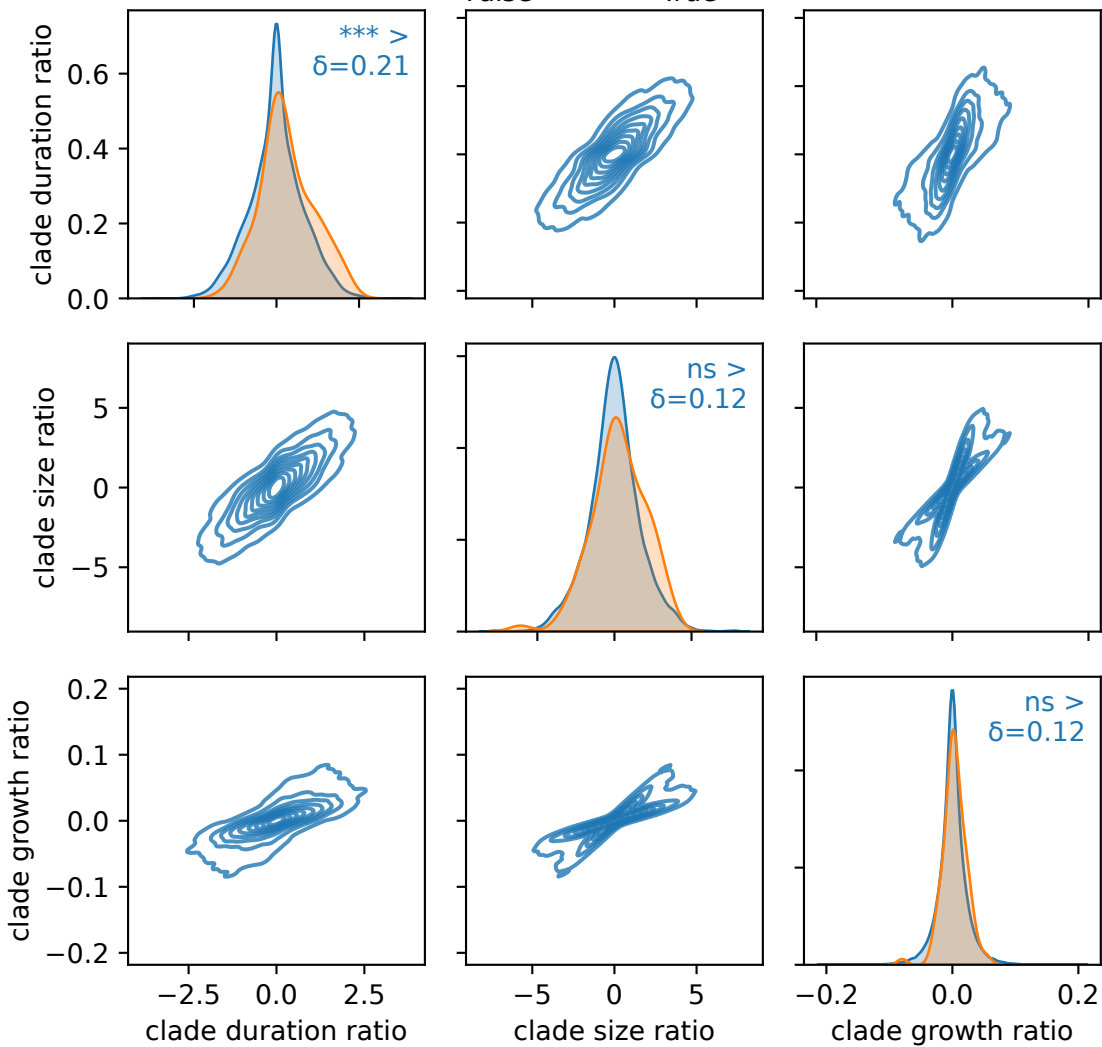 clade duration ratio
0.6
0.4
0.2
0.0
*** >
δ=0.21
clade size ratio
5
0
−5
ns >
δ=0.12
clade growth ratio
0.2
0.1
0.0
−0.1
−0.2
ns >
δ=0.12
−2.5 0.0 2.5
−5 0 5
−0.2 0.0 0.2
clade duration ratio
clade size ratio
clade growth ratio